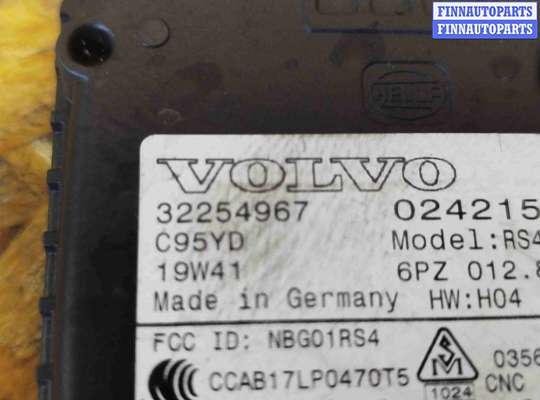 FINNAUTOPARTS
FINNAUTOPARTS
HELLA
VOLVO
32254967 024215
C95YD Model:RS4
19W41 6PZ 012.8
Made in Germany HW:H04
FCC ID: NBG01RS4
0356
CCAB17LP0470T5
1024 CNC